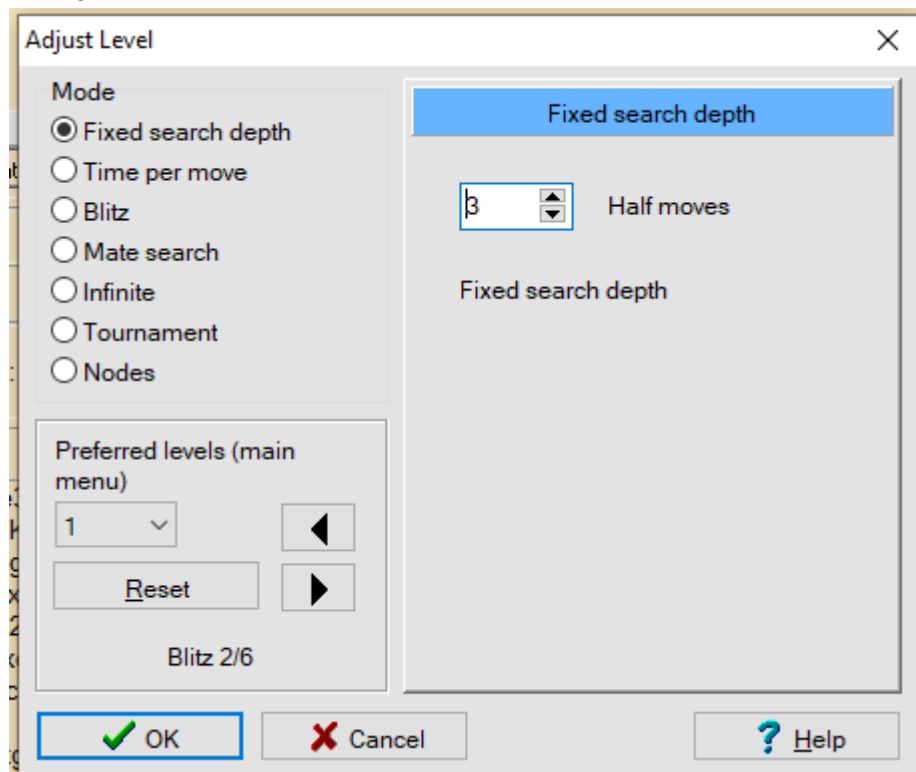 Adjust Level
Mode
Fixed search depth
Time per move
Blitz
Mate search
Infinite
Tournament
Nodes
Preferred levels (main
menu)
1
Reset
Blitz 2/6
Fixed search depth
3 Half moves
Fixed search depth
OK
Cancel
? Help